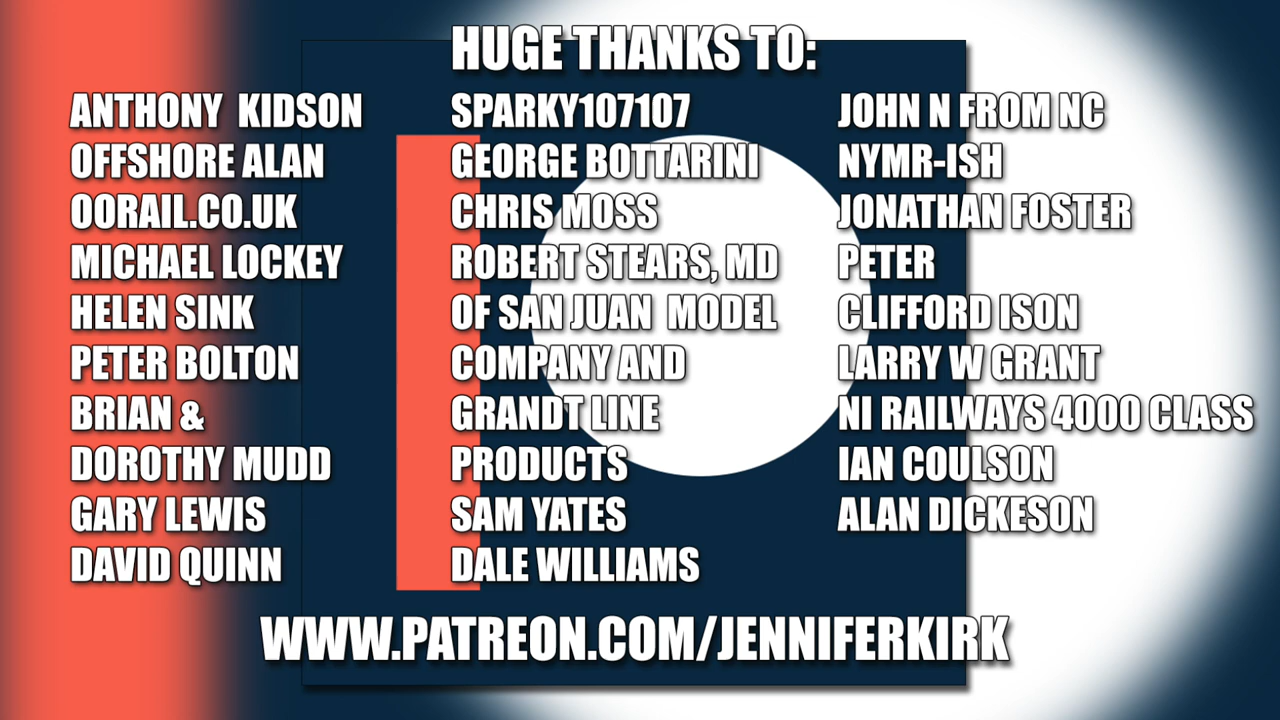 HUGE THANKS TO:
ANTHONY KIDSON
OFFSHORE ALAN
OORAIL.CO.UK
MICHAEL LOCKEY
HELEN SINK
PETER BOLTON
BRIAN &
DOROTHY MUDD
GARY LEWIS
DAVID QUINN
SPARKY107107
GEORGE BOTTARINI
CHRIS MOSS
ROBERT STEARS, MD
OF SAN JUAN MODEL
COMPANY AND
GRANDT LINE
PRODUCTS
SAM YATES
DALE WILLIAMS
JOHN N FROM NC
NYMR-ISH
JONATHAN FOSTER
PETER
CLIFFORD ISON
LARRY W GRANT
NI RAILWAYS 4000 CLASS
IAN COULSON
ALAN DICKESON
WWW.PATREON.COM/JENNIFERKIRK